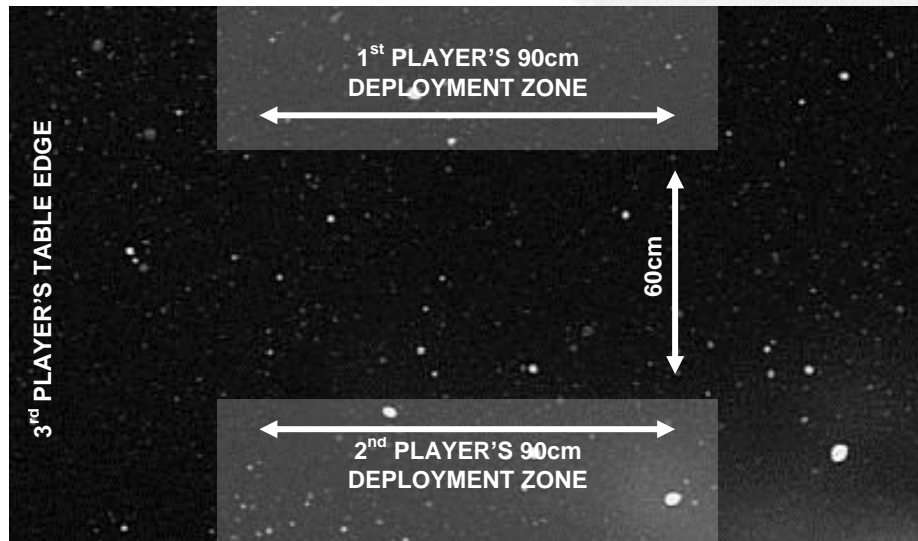 1st PLAYER’S 90cm
DEPLOYMENT ZONE
3rd PLAYER’S TABLE EDGE
60cm
2nd PLAYER’S 90cm
DEPLOYMENT ZONE